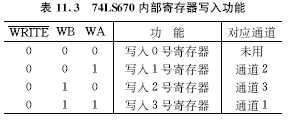 表 11.3 74LS670 内部寄存器写入功能
WRITE WB WA 功 能 对应通道
0 0 0 写入 0 号寄存器 未用
0 0 1 写入 1 号寄存器 通道 2
0 1 0 写入 2 号寄存器 通道 3
0 1 1 写入 3 号寄存器 通道 1